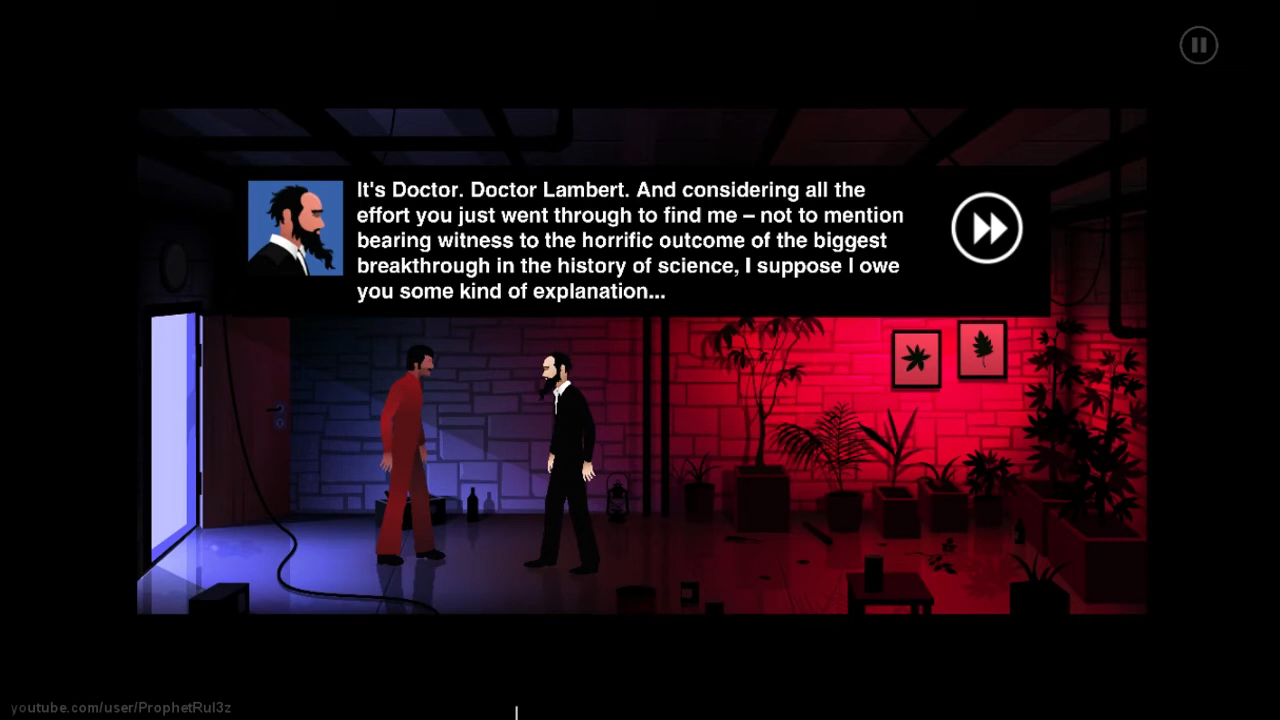 It's Doctor. Doctor Lambert. And considering all the
effort you just went through to find me – not to mention
bearing witness to the horrific outcome of the biggest
breakthrough in the history of science, I suppose I owe
you some kind of explanation...
youtube.com/user/ProphetRul3z